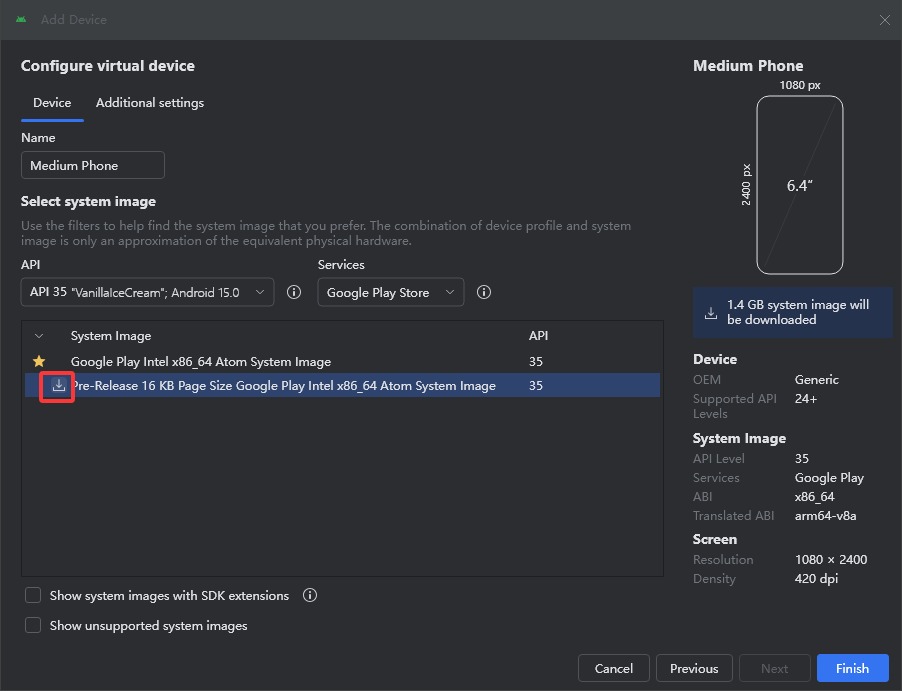 Add Device
Configure virtual device
Device
Additional settings
Name
Medium Phone
Select system image
Use the filters to help find the system image that you prefer. The combination of device profile and system
image is only an approximation of the equivalent physical hardware.
API
Services
API 35 "VanillaIceCream"; Android 15.0
Google Play Store
System Image
API
Google Play Intel x86_64 Atom System Image
35
Pre-Release 16 KB Page Size Google Play Intel x86_64 Atom System Image
35
Show system images with SDK extensions
Show unsupported system images
Medium Phone
1080 px
2400 px
6.4″
1.4 GB system image will
be downloaded
Device
OEM
Generic
Supported API
Levels
24+
System Image
API Level
35
Services
Google Play
ABI
x86_64
Translated ABI
arm64-v8a
Screen
Resolution
1080 × 2400
Density
420 dpi
Cancel
Previous
Next
Finish